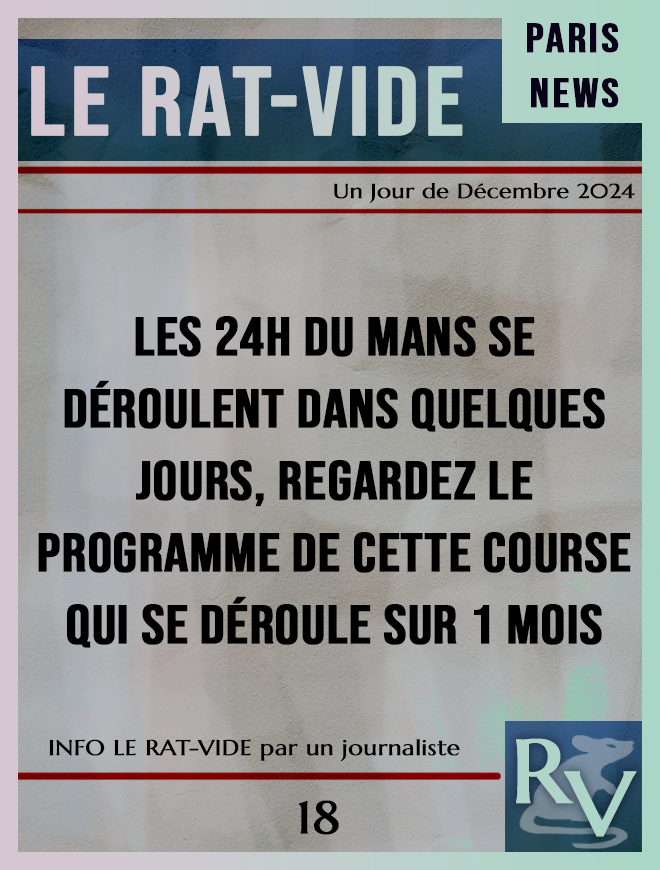 PARIS
NEWS
LE RAT-VIDE
Un Jour de Décembre 2024
LES 24H DU MANS SE
DÉROULENT DANS QUELQUES
JOURS, REGARDEZ LE
PROGRAMME DE CETTE COURSE
QUI SE DÉROULE SUR 1 MOIS
INFO LE RAT-VIDE par un journaliste
18
RV